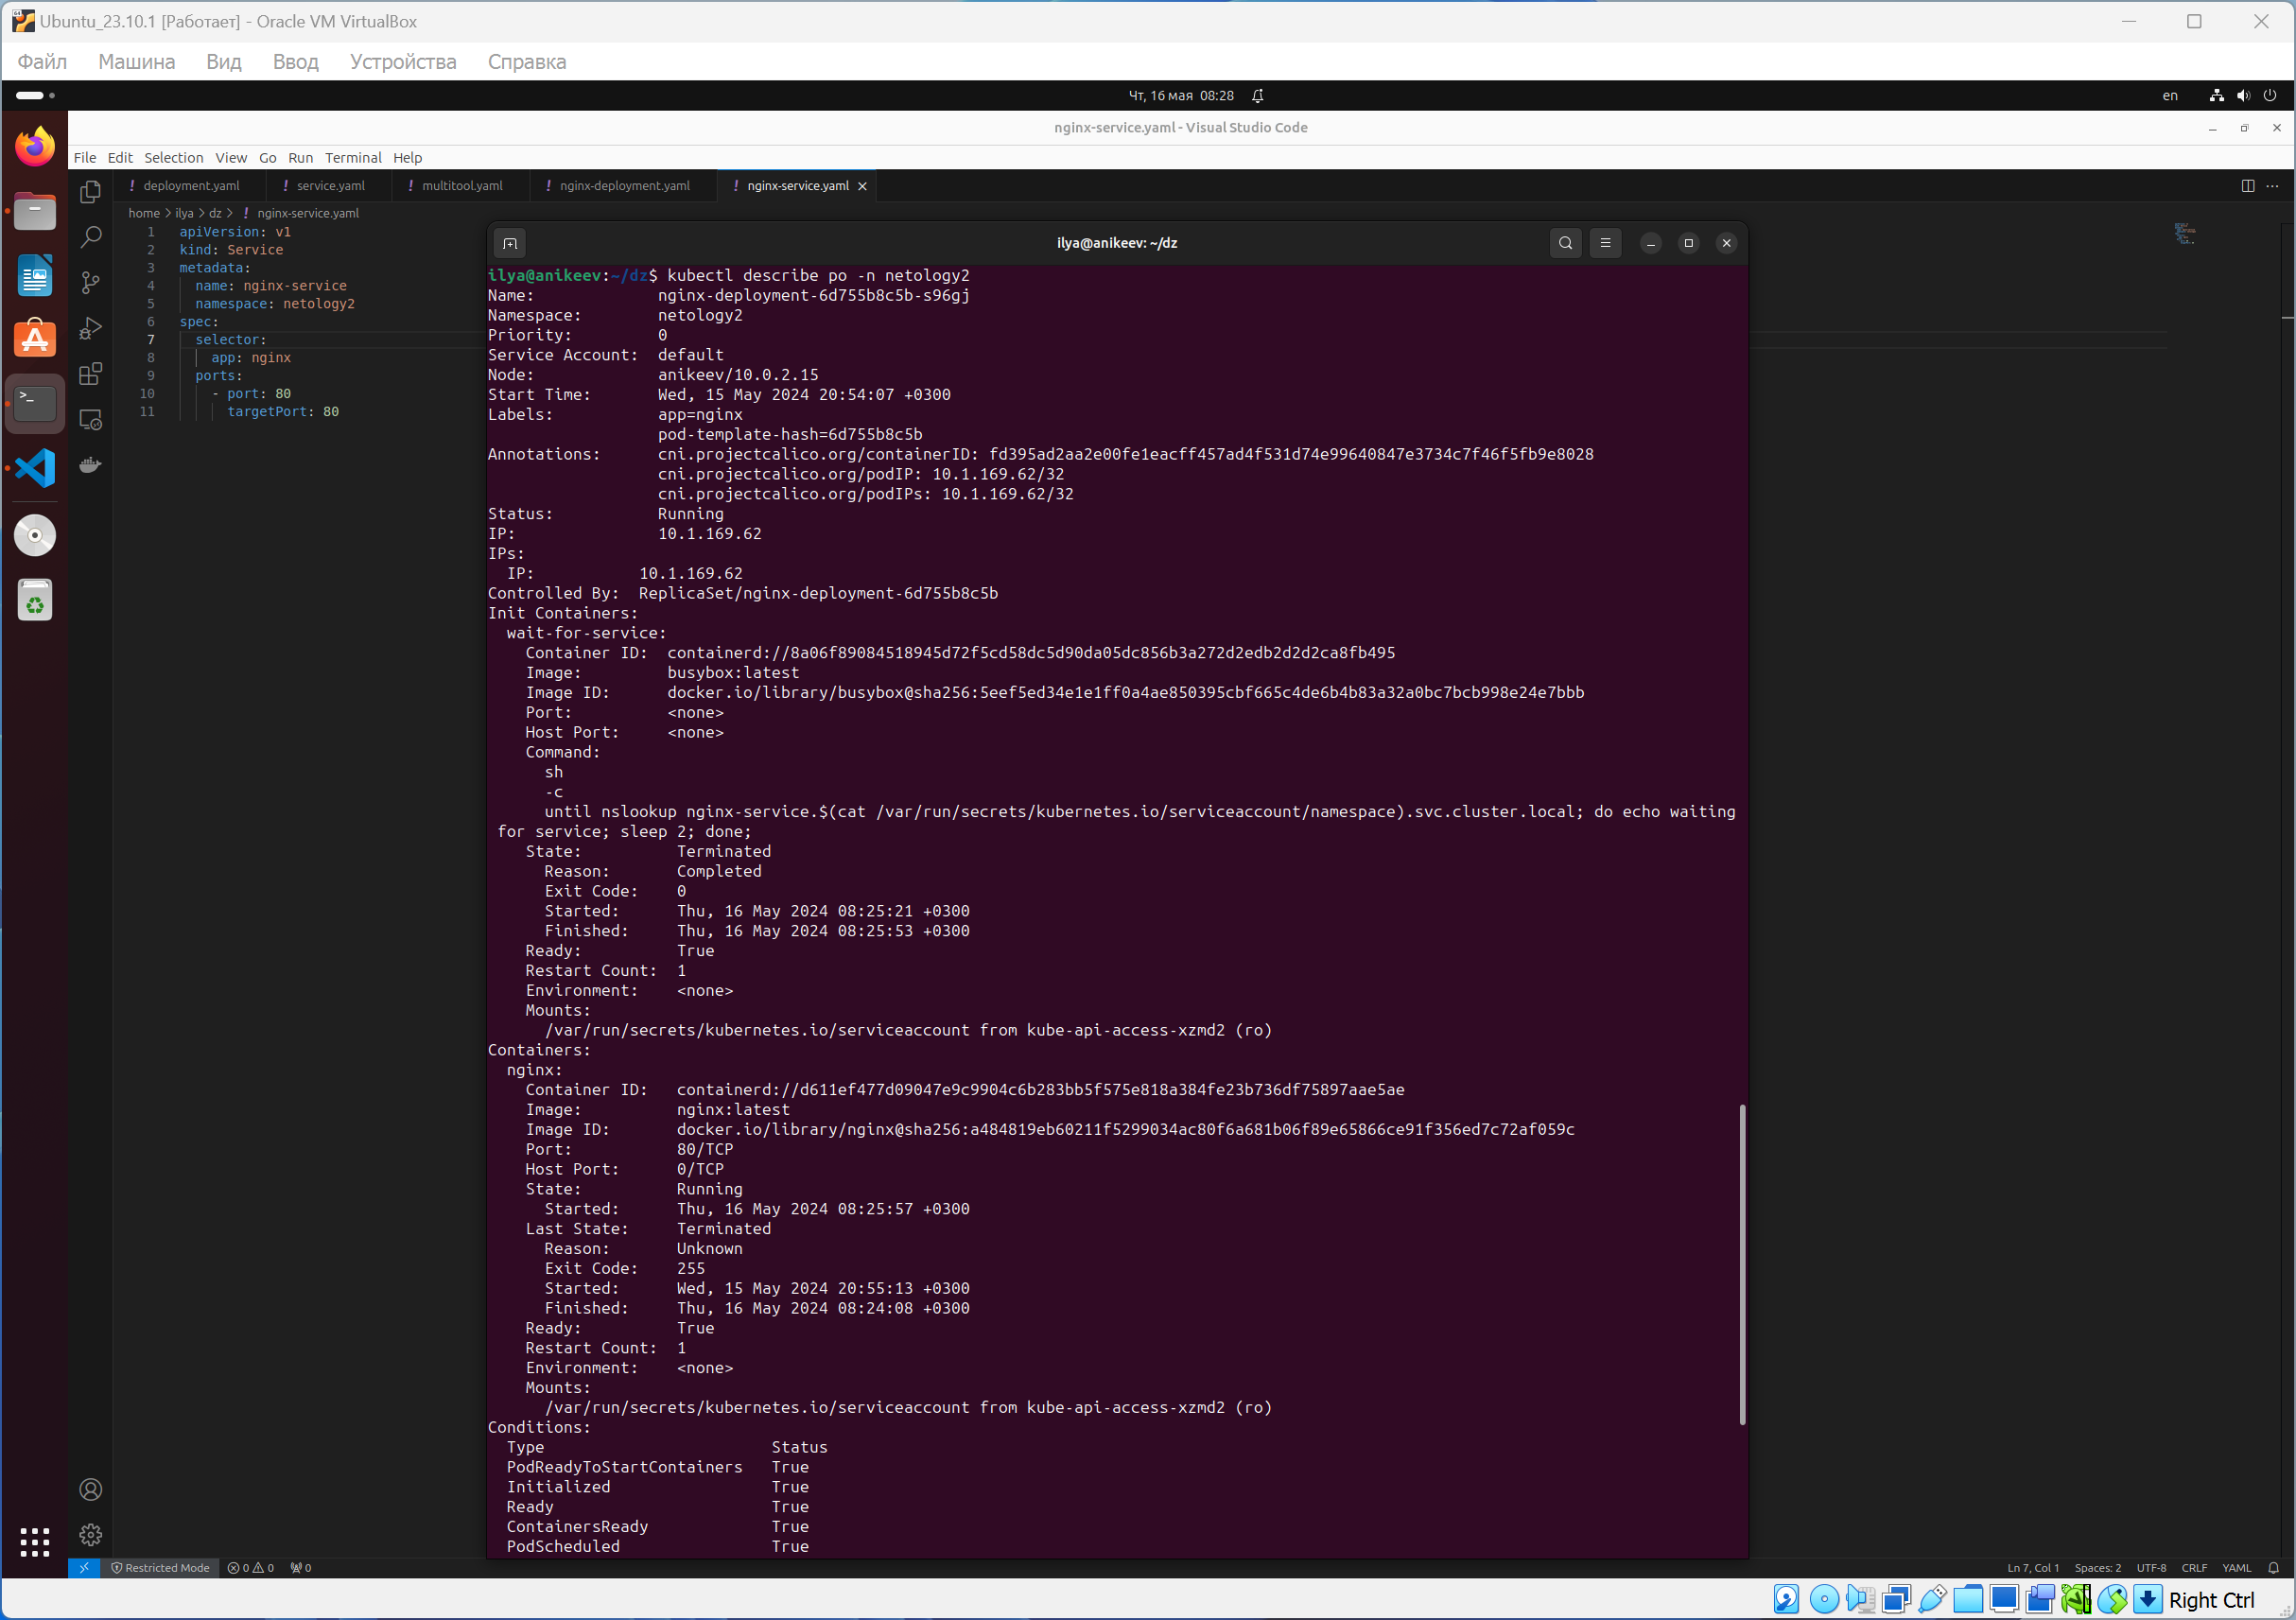 Ubuntu_23.10.1 [Работает] - Oracle VM VirtualBox
Файл Машина Вид Ввод Устройства Справка
Чт, 16 мая 08:28
en
nginx-service.yaml - Visual Studio Code
File Edit Selection View Go Run Terminal Help
! deployment.yaml ! service.yaml ! multitool.yaml ! nginx-deployment.yaml ! nginx-service.yaml
home > ilya > dz > ! nginx-service.yaml
1 apiVersion: v1
2 kind: Service
3 metadata:
4 name: nginx-service
5 namespace: netology2
6 spec:
7 selector:
8 app: nginx
9 ports:
10 - port: 80
11 targetPort: 80
ilya@anikeev: ~/dz
ilya@anikeev:~/dz$ kubectl describe po -n netology2
Name: nginx-deployment-6d755b8c5b-s96gj
Namespace: netology2
Priority: 0
Service Account: default
Node: anikeev/10.0.2.15
Start Time: Wed, 15 May 2024 20:54:07 +0300
Labels: app=nginx
pod-template-hash=6d755b8c5b
Annotations: cni.projectcalico.org/containerID: fd395ad2aa2e00fe1eacff457ad4f531d74e99640847e3734c7f46f5fb9e8028
cni.projectcalico.org/podIP: 10.1.169.62/32
cni.projectcalico.org/podIPs: 10.1.169.62/32
Status: Running
IP: 10.1.169.62
IPs:
IP: 10.1.169.62
Controlled By: ReplicaSet/nginx-deployment-6d755b8c5b
Init Containers:
wait-for-service:
Container ID: containerd://8a06f89084518945d72f5cd58dc5d90da05dc856b3a272d2edb2d2d2ca8fb495
Image: busybox:latest
Image ID: docker.io/library/busybox@sha256:5eef5ed34e1e1ff0a4ae850395cbf665c4de6b4b83a32a0bc7bcb998e24e7bbb
Port: <none>
Host Port: <none>
Command:
sh
-c
until nslookup nginx-service.$(cat /var/run/secrets/kubernetes.io/serviceaccount/namespace).svc.cluster.local; do echo waiting
for service; sleep 2; done;
State: Terminated
Reason: Completed
Exit Code: 0
Started: Thu, 16 May 2024 08:25:21 +0300
Finished: Thu, 16 May 2024 08:25:53 +0300
Ready: True
Restart Count: 1
Environment: <none>
Mounts:
/var/run/secrets/kubernetes.io/serviceaccount from kube-api-access-xzmd2 (ro)
Containers:
nginx:
Container ID: containerd://d611ef477d09047e9c9904c6b283bb5f575e818a384fe23b736df75897aae5ae
Image: nginx:latest
Image ID: docker.io/library/nginx@sha256:a484819eb60211f5299034ac80f6a681b06f89e65866ce91f356ed7c72af059c
Port: 80/TCP
Host Port: 0/TCP
State: Running
Started: Thu, 16 May 2024 08:25:57 +0300
Last State: Terminated
Reason: Unknown
Exit Code: 255
Started: Wed, 15 May 2024 20:55:13 +0300
Finished: Thu, 16 May 2024 08:24:08 +0300
Ready: True
Restart Count: 1
Environment: <none>
Mounts:
/var/run/secrets/kubernetes.io/serviceaccount from kube-api-access-xzmd2 (ro)
Conditions:
Type Status
PodReadyToStartContainers True
Initialized True
Ready True
ContainersReady True
PodScheduled True
Restricted Mode 0 0 0 Ln 7, Col 1 Spaces: 2 UTF-8 CRLF YAML
Right Ctrl